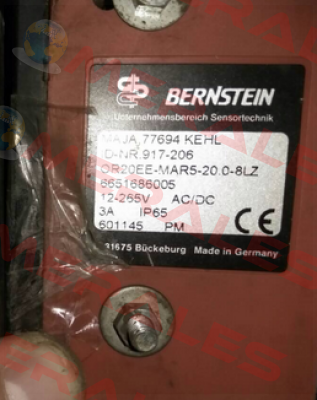 BERNSTEIN
Unternehmensbereich Sensortechnik
MAJA 77694 KEHL
ID-NR.917-206
OR20EE-MAR5-20.0-8LZ
6651686005
12-265V AC/DC
3A IP65
601145 PM
CE
31675 Bückeburg Made in Germany